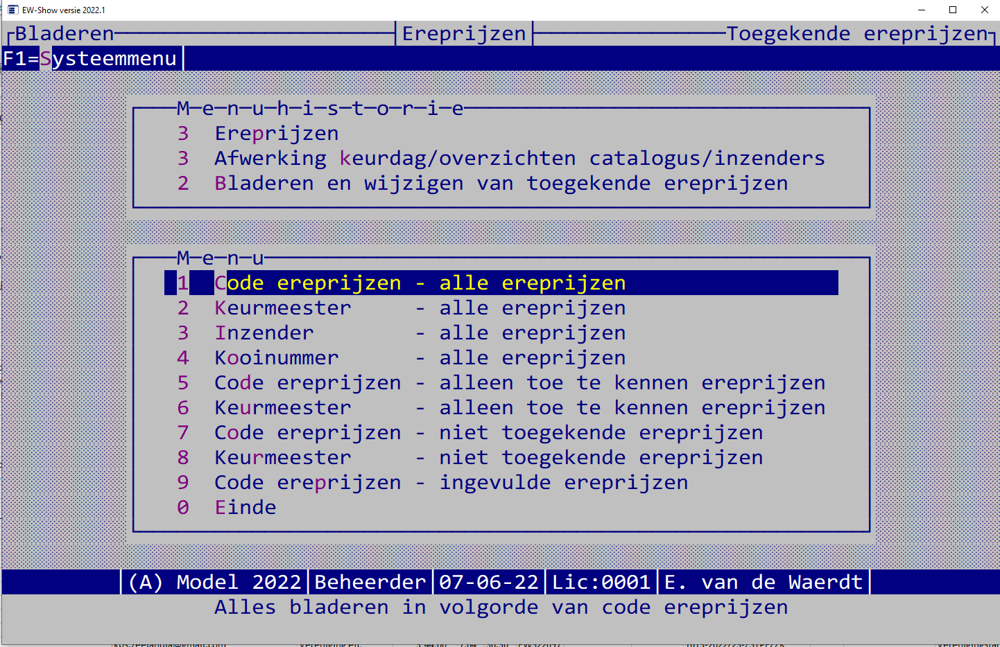 EW-Show versie 2022.1
Bladeren Ereprijzen Toegekende ereprijzen
F1=Systeemmenu
Menuhistorie
3 Ereprijzen
3 Afwerking keurdag/overzichten catalogus/inzenders
2 Bladeren en wijzigen van toegekende ereprijzen
Menu
1 Code ereprijzen - alle ereprijzen
2 Keurmeester - alle ereprijzen
3 Inzender - alle ereprijzen
4 Kooinummer - alle ereprijzen
5 Code ereprijzen - alleen toe te kennen ereprijzen
6 Keurmeester - alleen toe te kennen ereprijzen
7 Code ereprijzen - niet toegekende ereprijzen
8 Keurmeester - niet toegekende ereprijzen
9 Code ereprijzen - ingevulde ereprijzen
0 Einde
(A) Model 2022 Beheerder 07-06-22 Lic:0001 E. van de Waerdt
Alles bladeren in volgorde van code ereprijzen